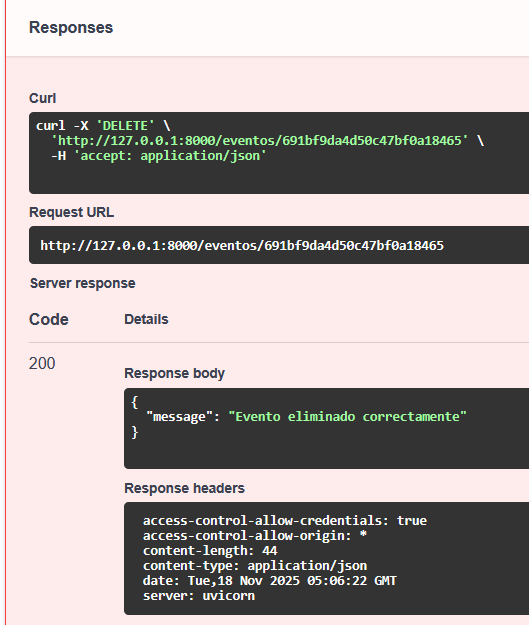 Responses
Curl
curl -X 'DELETE' \
'http://127.0.0.1:8000/eventos/691bf9da4d50c47bf0a18465' \
-H 'accept: application/json'
Request URL
http://127.0.0.1:8000/eventos/691bf9da4d50c47bf0a18465
Server response
Code Details
200
Response body
{
"message": "Evento eliminado correctamente"
}
Response headers
access-control-allow-credentials: true
access-control-allow-origin: *
content-length: 44
content-type: application/json
date: Tue,18 Nov 2025 05:06:22 GMT
server: uvicorn